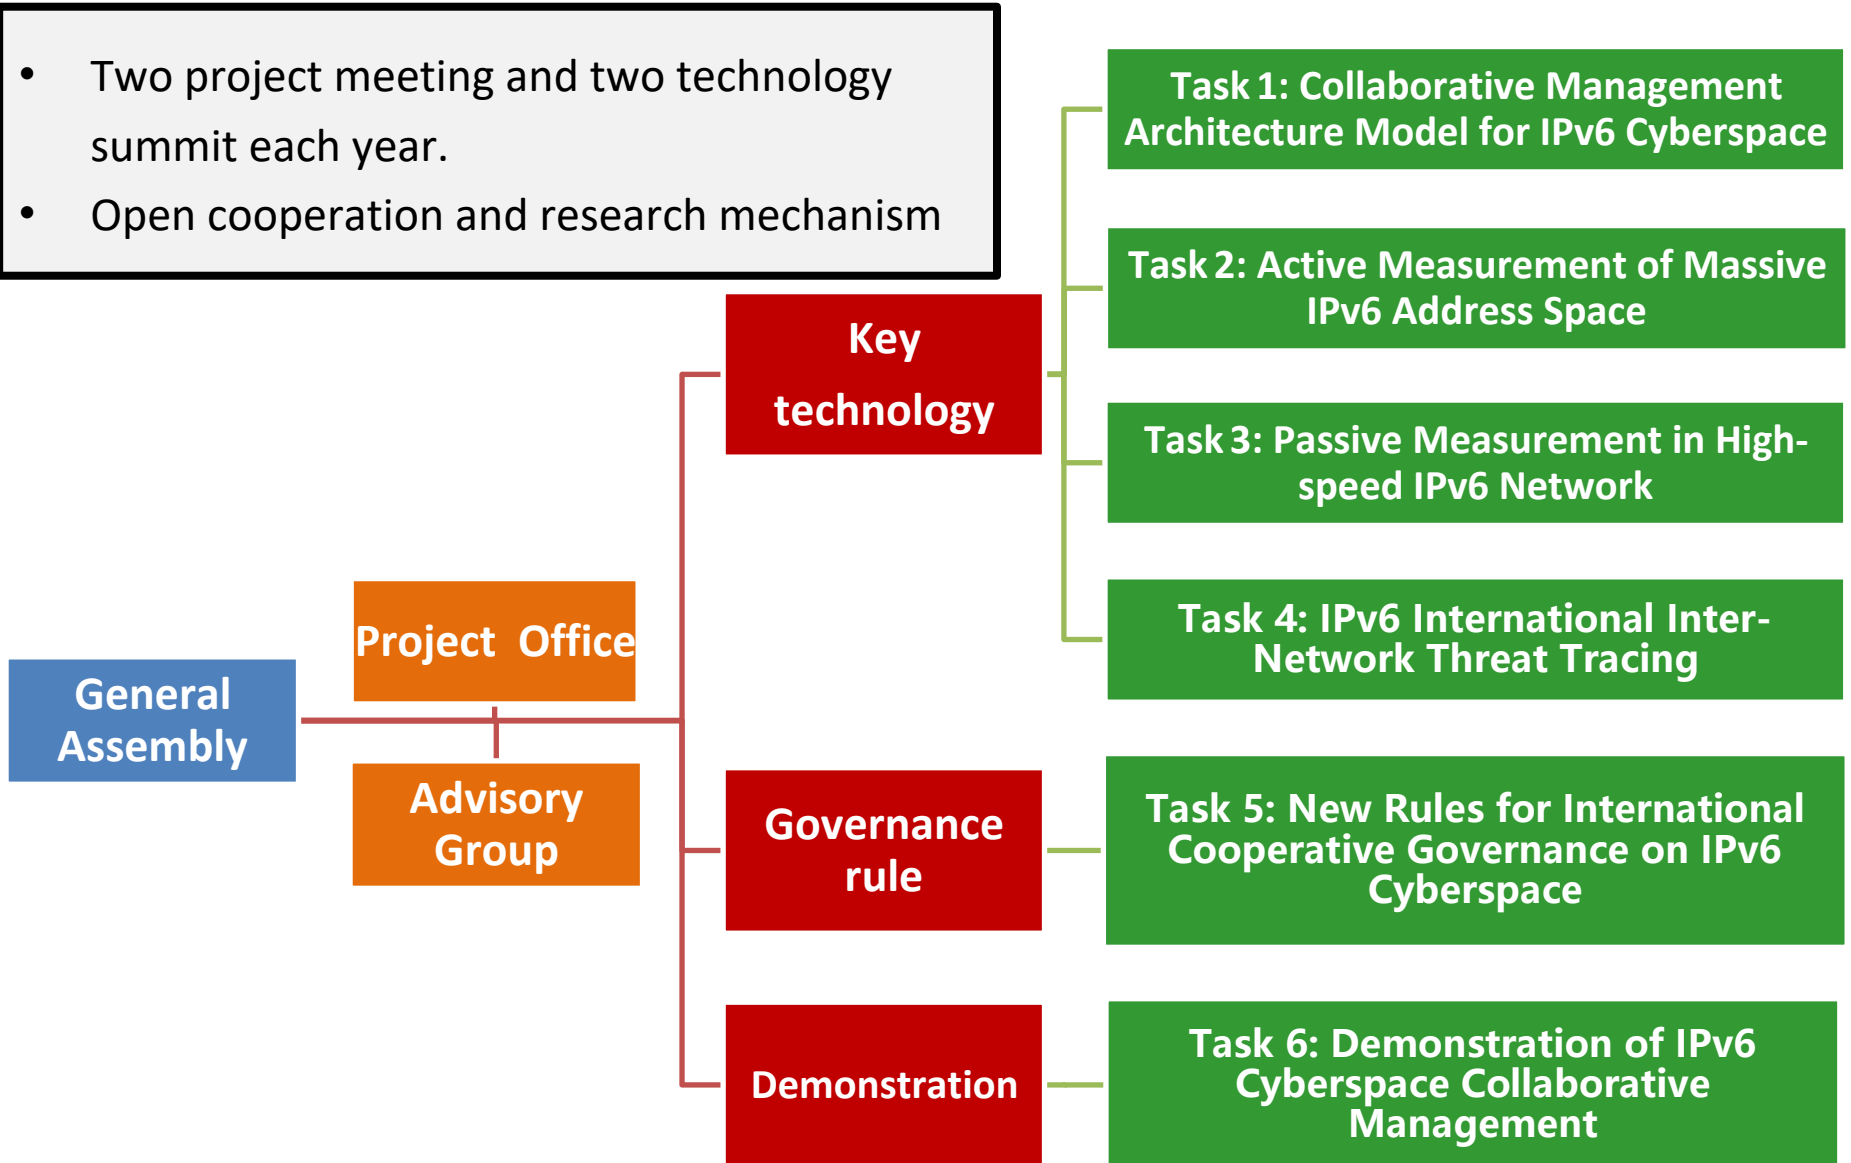 • Two project meeting and two technology
summit each year.
• Open cooperation and research mechanism
General
Assembly
Project Office
Advisory
Group
Key
technology
Task 1: Collaborative Management
Architecture Model for IPv6 Cyberspace
Task 2: Active Measurement of Massive
IPv6 Address Space
Task 3: Passive Measurement in High-
speed IPv6 Network
Task 4: IPv6 International Inter-
Network Threat Tracing
Governance
rule
Task 5: New Rules for International
Cooperative Governance on IPv6
Cyberspace
Demonstration
Task 6: Demonstration of IPv6
Cyberspace Collaborative
Management